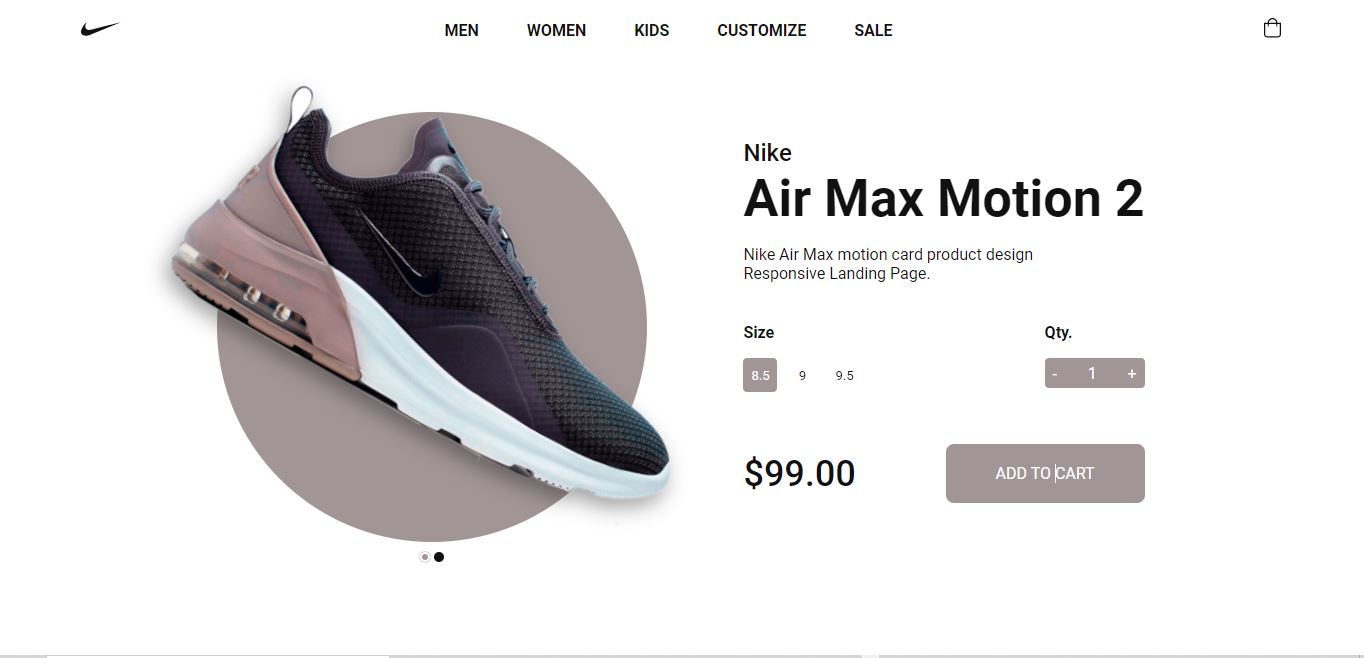 MEN WOMEN KIDS CUSTOMIZE SALE
Nike
Air Max Motion 2
Nike Air Max motion card product design
Responsive Landing Page.
Size
Qty.
8.5 9 9.5
- 1 +
$99.00
ADD TO CART